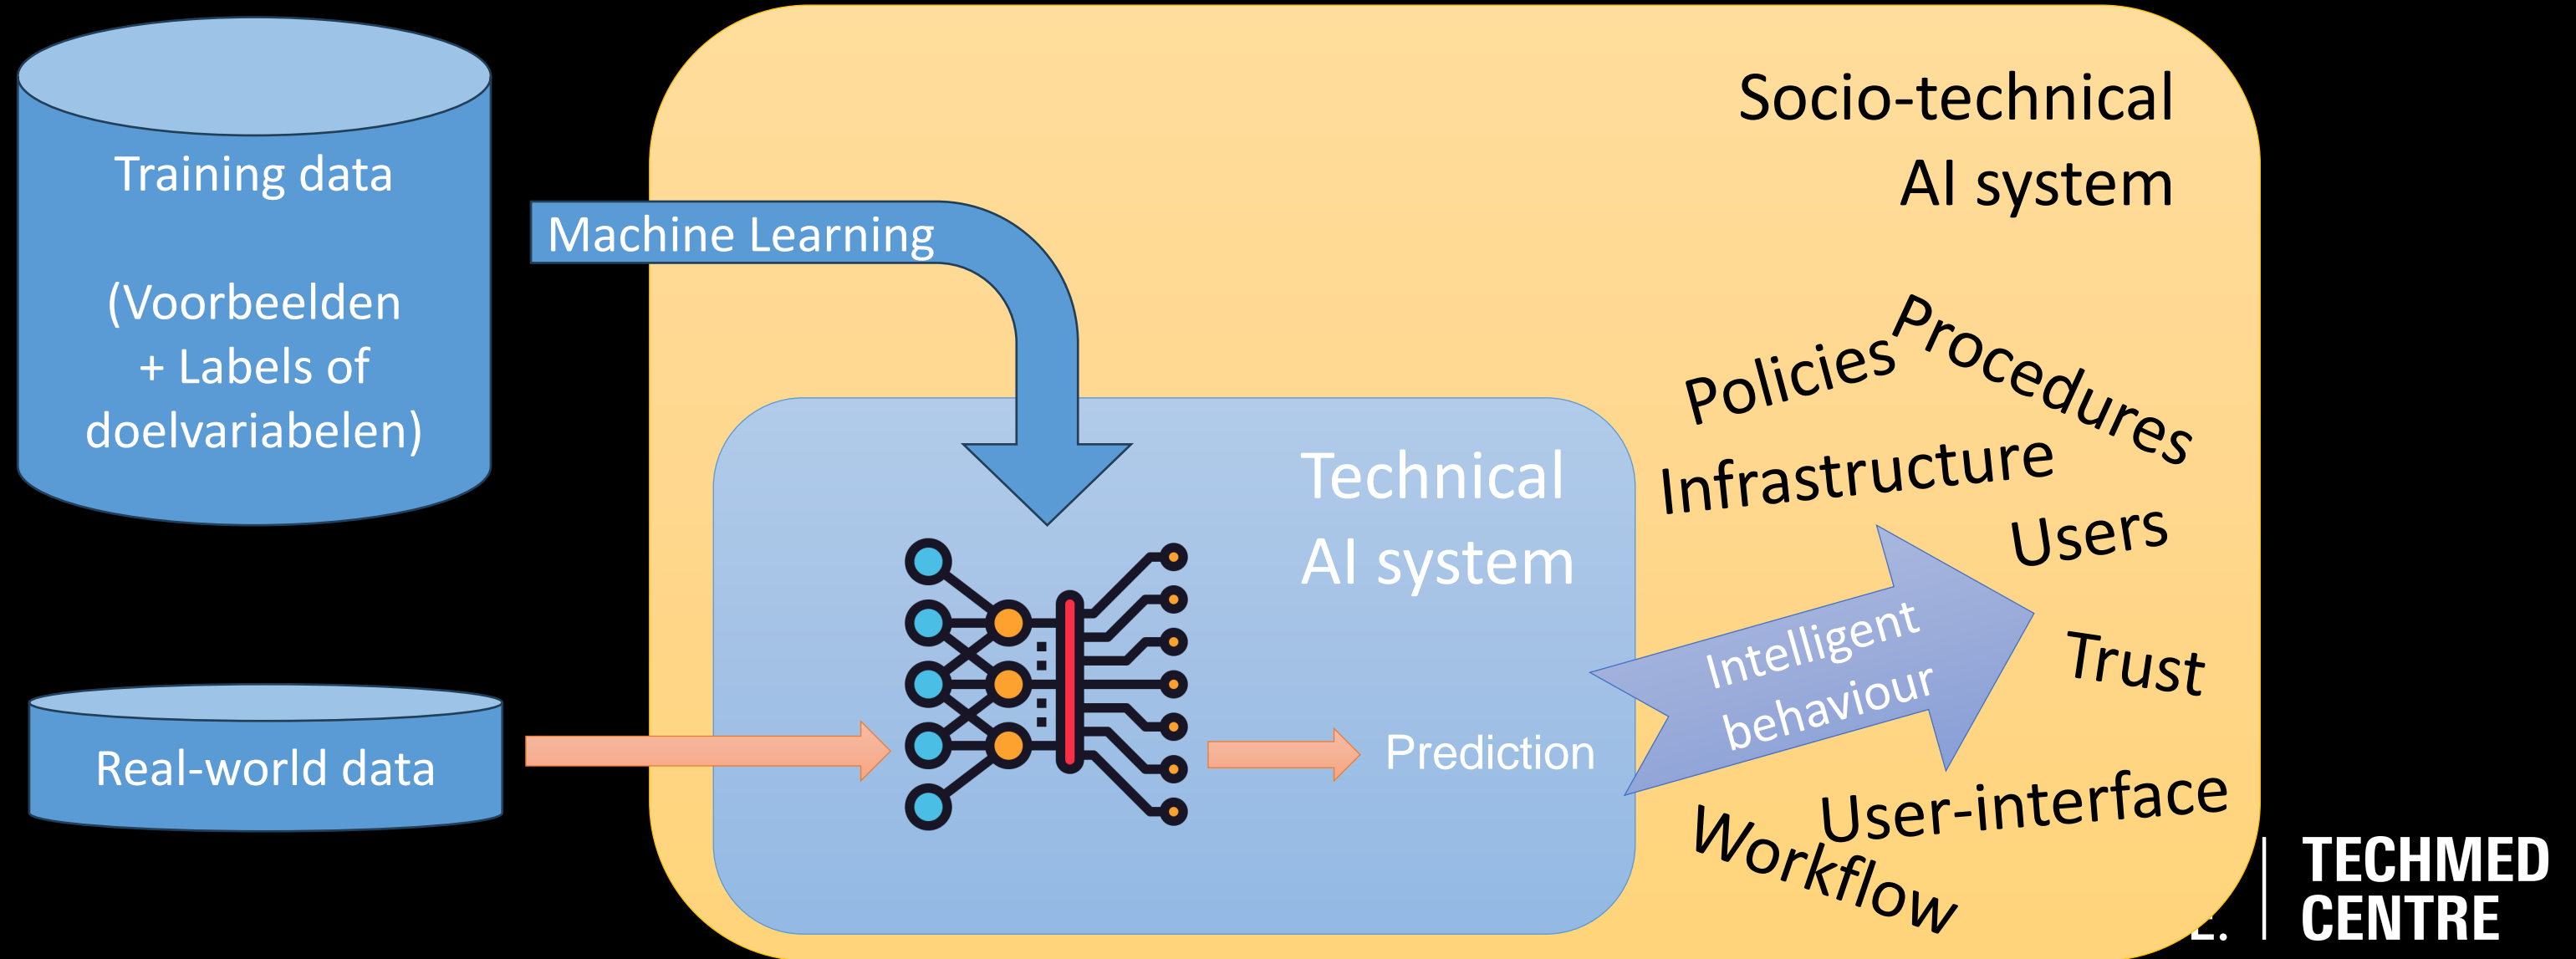 Training data
(Voorbeelden
+ Labels of
doelvariabelen)
Machine Learning
Socio-technical
AI system
Policies
Procedures
Infrastructure
Users
Technical
AI system
Intelligent
behaviour
Trust
Real-world data
Prediction
User-interface
Workflow
TECHMED
CENTRE